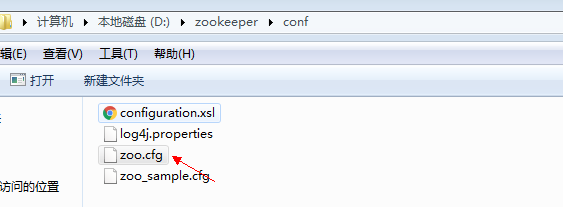 计算机 本地磁盘 (D:) zookeeper conf
辑(E) 查看(V) 工具(T) 帮助(H)
打开 新建文件夹
configuration.xsl
log4j.properties
zoo.cfg
zoo_sample.cfg
访问的位置